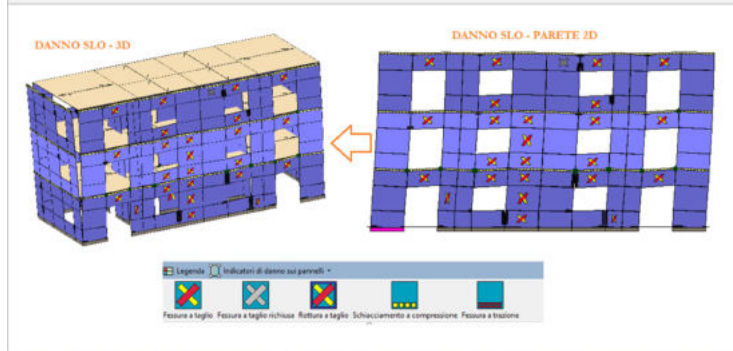 DANNO SLO - 3D
DANNO SLO - PARETE 2D
Legenda Indicatori di danno sui pannelli
Fessura a taglio Fessura a taglio richiusa Rottura a taglio Schiacciamento a compressione Fessura a trazione